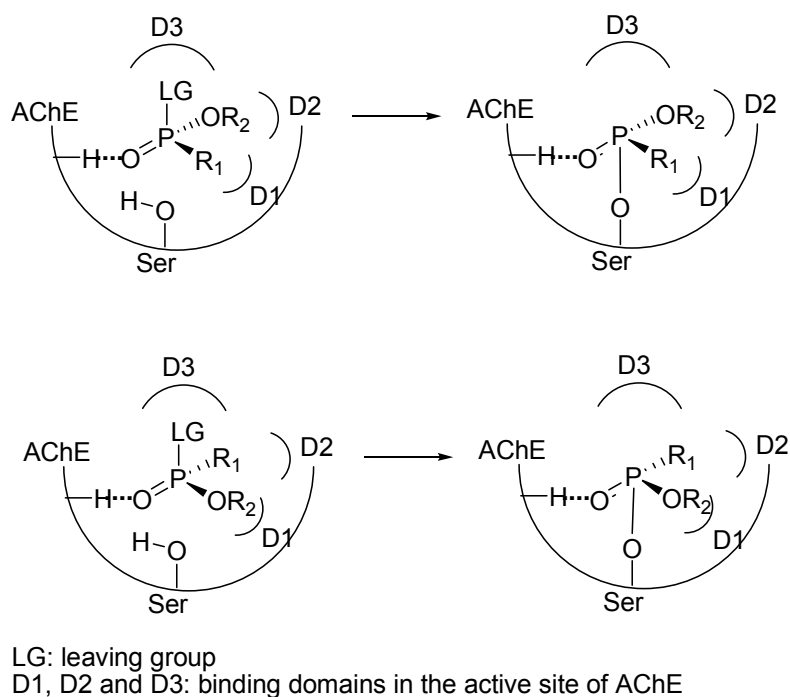 D3
LG
AChE
P
OR2
D2
H
O
R1
H
O
D1
Ser
D3
AChE
P
OR2
D2
H
O
R1
D1
O
Ser
D3
LG
AChE
R1
D2
H
O
P
OR2
H
O
D1
Ser
D3
AChE
R1
D2
H
O
P
OR2
D1
O
Ser
LG: leaving group
D1, D2 and D3: binding domains in the active site of AChE